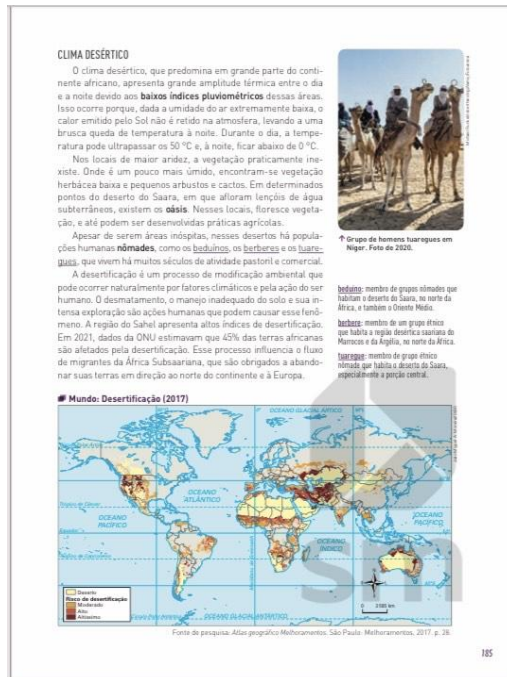 CLIMA DESÉRTICO
O clima desértico, que predomina em grande parte do conti-
nente africano, apresenta grande amplitude térmica entre o dia
e a noite devido aos baixos índices pluviométricos dessas áreas.
Isso ocorre porque, dada a umidade do ar extremamente baixa, o
calor emitido pelo Sol não é retido na atmosfera, levando a uma
brusca queda de temperatura à noite. Durante o dia, a tempe-
ratura pode ultrapassar os 50 °C e, à noite, ficar abaixo de 0 °C.
Nos locais de maior aridez, a vegetação praticamente ine-
xiste. Onde é um pouco mais úmido, encontram-se vegetação
herbácea baixa e pequenos arbustos e cactos. Em determinados
pontos do deserto do Saara, em que afloram lençóis de água
subterrâneos, existem os oásis. Nesses locais, floresce vegeta-
ção, e até podem ser desenvolvidas práticas agrícolas.
Apesar de serem áreas inóspitas, nesses desertos há popula-
ções humanas nômades, como os beduínos, os berberes e os tuare-
gues, que vivem há muitos séculos de atividade pastoril e comercial.
A desertificação é um processo de modificação ambiental que
pode ocorrer naturalmente por fatores climáticos e pela ação do ser
humano. O desmatamento, o manejo inadequado do solo e sua in-
tensa exploração são ações humanas que podem causar esse fenô-
meno. A região do Sahel apresenta altos índices de desertificação.
Em 2021, dados da ONU estimavam que 45% das terras africanas
são afetados pela desertificação. Esse processo influencia o fluxo
de migrantes da África Subsaariana, que são obrigados a abando-
nar suas terras em direção ao norte do continente e à Europa.
↑ Grupo de homens tuaregues em
Níger. Foto de 2020.
beduíno: membro de grupos nômades que
habitam o deserto do Saara, no norte da
África, e também o Oriente Médio.
berbere: membro de um grupo étnico
que habita a região desértica saariana do
Marrocos e da Argélia, no norte da África.
tuaregue: membro de grupo étnico
nômade que habita o deserto do Saara,
especialmente a porção central.
Mundo: Desertificação (2017)
OCEANO GLACIAL ÁRTICO
OCEANO
ATLÂNTICO
OCEANO
PACÍFICO
OCEANO
PACÍFICO
OCEANO
ÍNDICO
OCEANO GLACIAL ANTÁRTICO
Trópico de Câncer
Deserto
Risco de desertificação
Moderado
Alto
Altíssimo
sm
Fonte de pesquisa: Atlas geográfico Melhoramentos. São Paulo: Melhoramentos, 2017. p. 26.
185